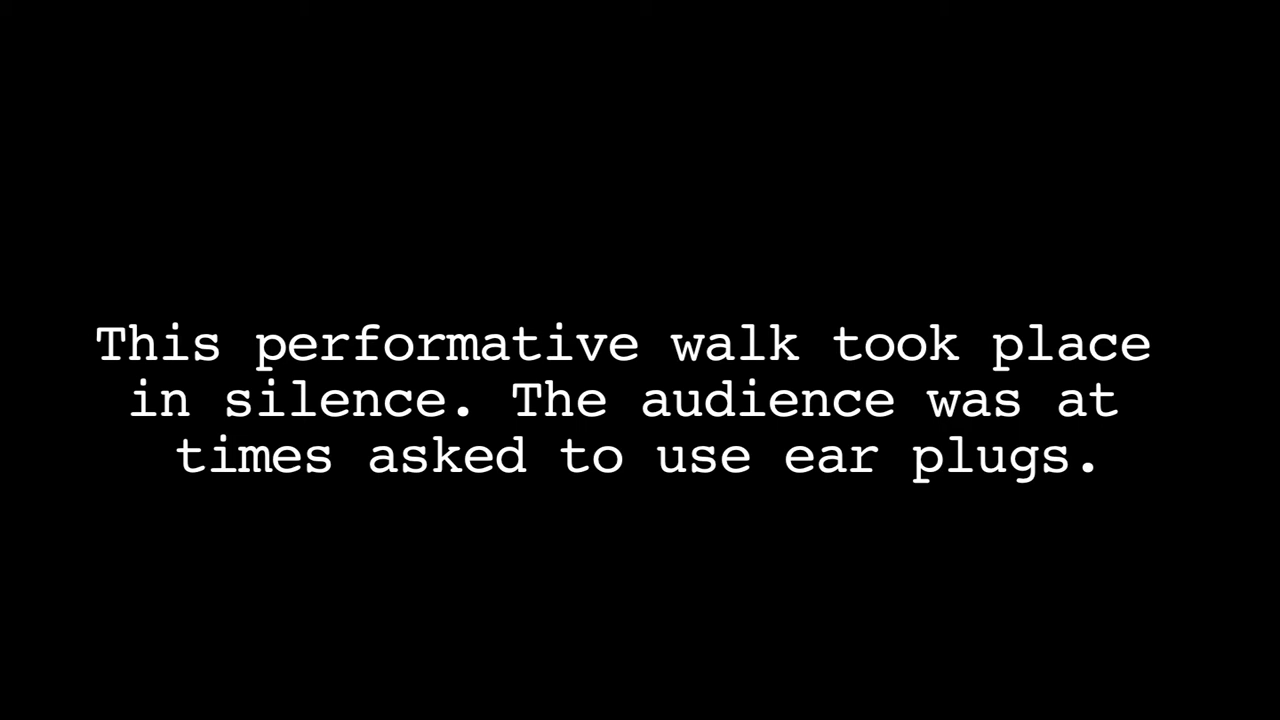 This performative walk took place
in silence. The audience was at
times asked to use ear plugs.